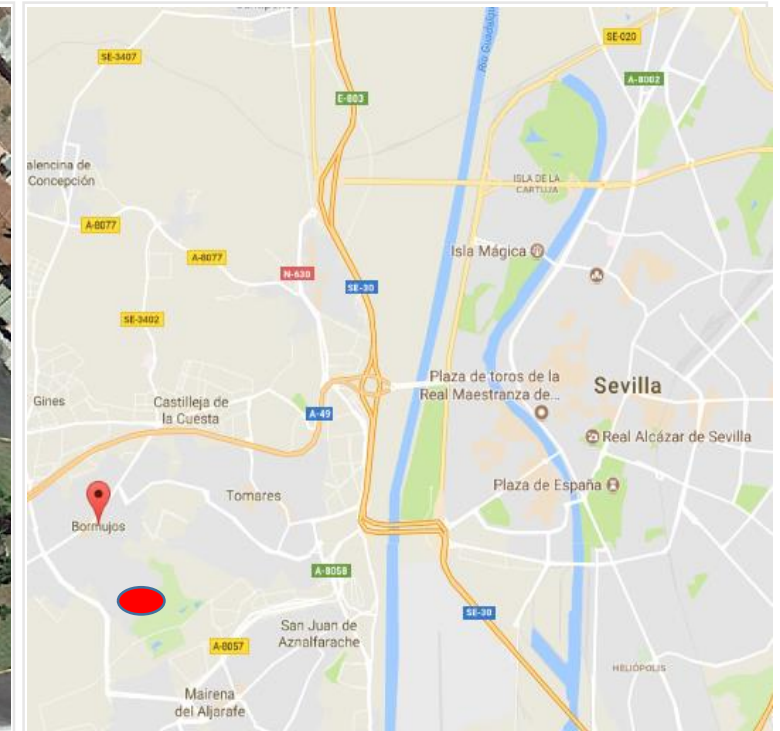 SE-020
SE-3407
A-8002
E-803
Rio Guadalq
alencina de
Concepción
ISLA DE LA
CARTUJA
A-8077
Isla Mágica
A-8077
N-630
SE-30
SE-3402
Plaza de toros de la
Real Maestranza de...
Sevilla
Gines
Castilleja de
la Cuesta
A-49
Real Alcázar de Sevilla
Plaza de España
Tomares
Bormujos
A-8058
SE-30
San Juan de
Aznalfarache
A-8057
HELIÓPOLIS
Mairena
del Aljarafe